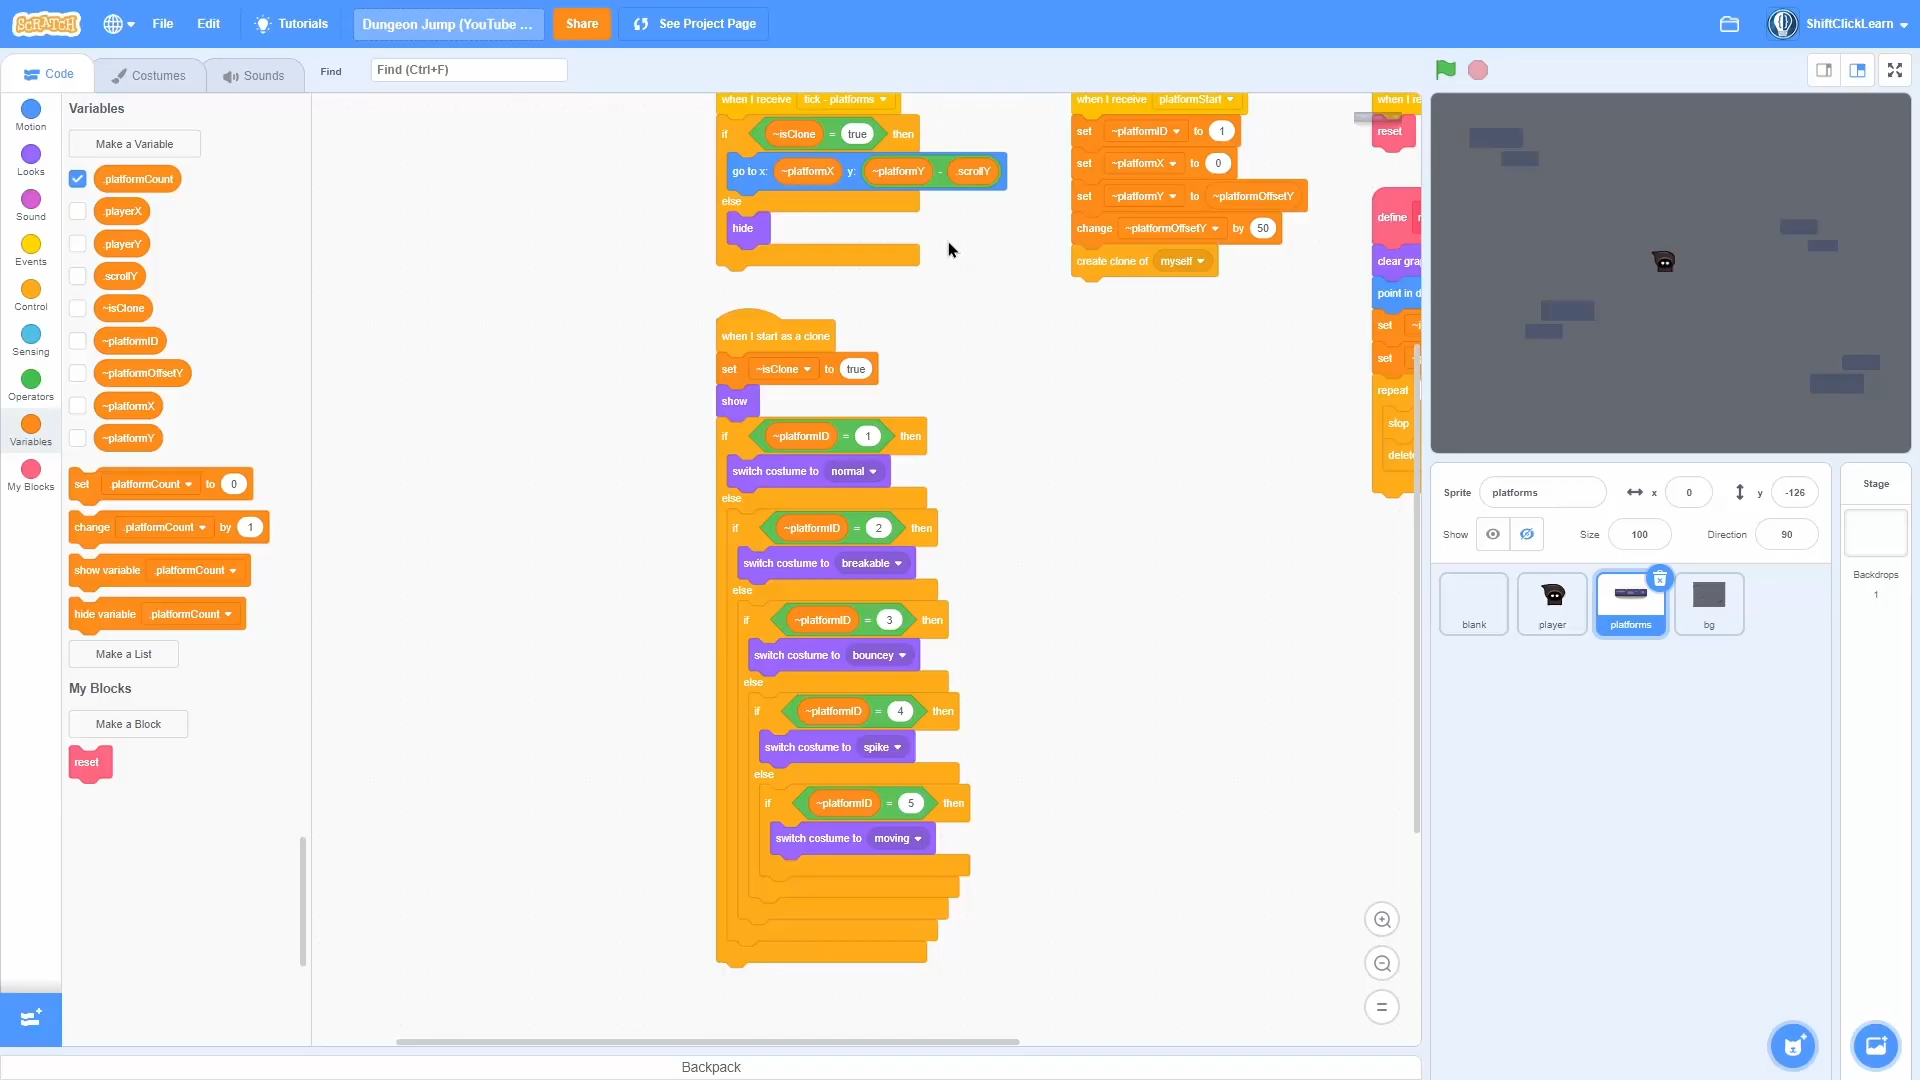 SCRATCH
File
Edit
Tutorials
Dungeon Jump (YouTube ...
Share
See Project Page
ShiftClickLearn
Code
Costumes
Sounds
Find
Find (Ctrl+F)
Motion
Looks
Sound
Events
Control
Sensing
Operators
Variables
My Blocks
Variables
Make a Variable
.platformCount
.playerX
.playerY
.scrollY
~isClone
~platformID
~platformOffsetY
~platformX
~platformY
set .platformCount to 0
change .platformCount by 1
show variable .platformCount
hide variable .platformCount
Make a List
My Blocks
Make a Block
reset
when I receive tick - platforms
if ~isClone = true then
go to x: ~platformX y: ~platformY - .scrollY
else
hide
when I start as a clone
set ~isClone to true
show
if ~platformID = 1 then
switch costume to normal
else
if ~platformID = 2 then
switch costume to breakable
else
if ~platformID = 3 then
switch costume to bouncey
else
if ~platformID = 4 then
switch costume to spike
else
if ~platformID = 5 then
switch costume to moving
when I receive platformStart
set ~platformID to 1
set ~platformX to 0
set ~platformY to ~platformOffsetY
change ~platformOffsetY by 50
create clone of myself
when I re
reset
define
clear gra
point in d
set
set
repeat
stop
delete
Sprite platforms x 0 y -126
Show Size 100 Direction 90
blank
player
platforms
bg
Stage
Backdrops
1
Backpack